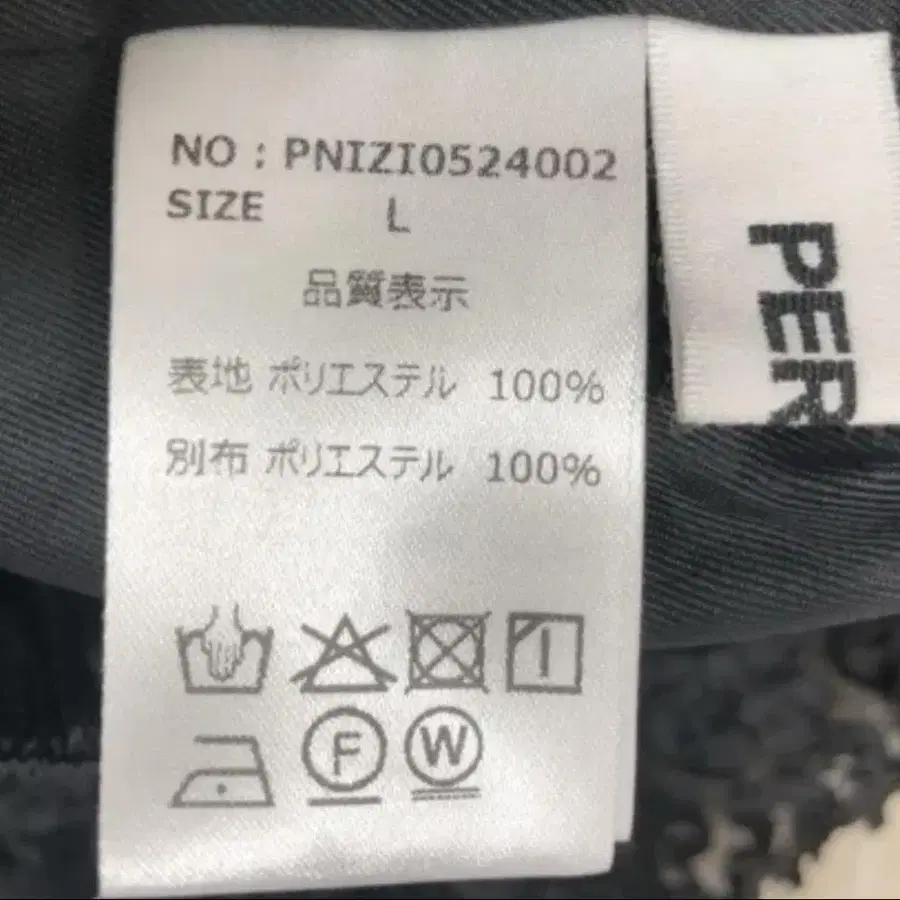 NO : PNIZI0524002
SIZE L
品質表示
表地 ポリエステル 100%
別布 ポリエステル 100%
F W
PER